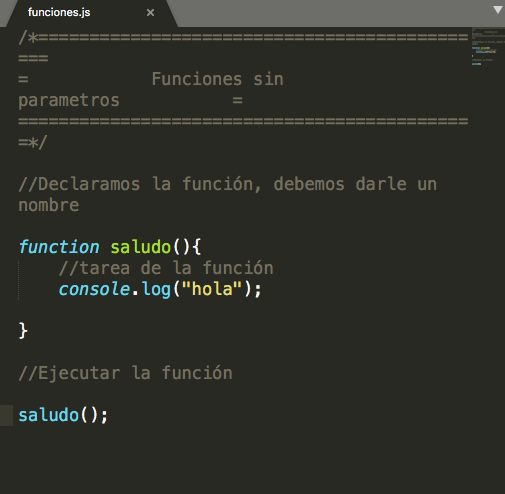 funciones.js
/*===========================================
===
=            Funciones sin
parametros           =
=============================================
=*/
//Declaramos la función, debemos darle un
nombre
function saludo(){
//tarea de la función
console.log("hola");
}
//Ejecutar la función
saludo();